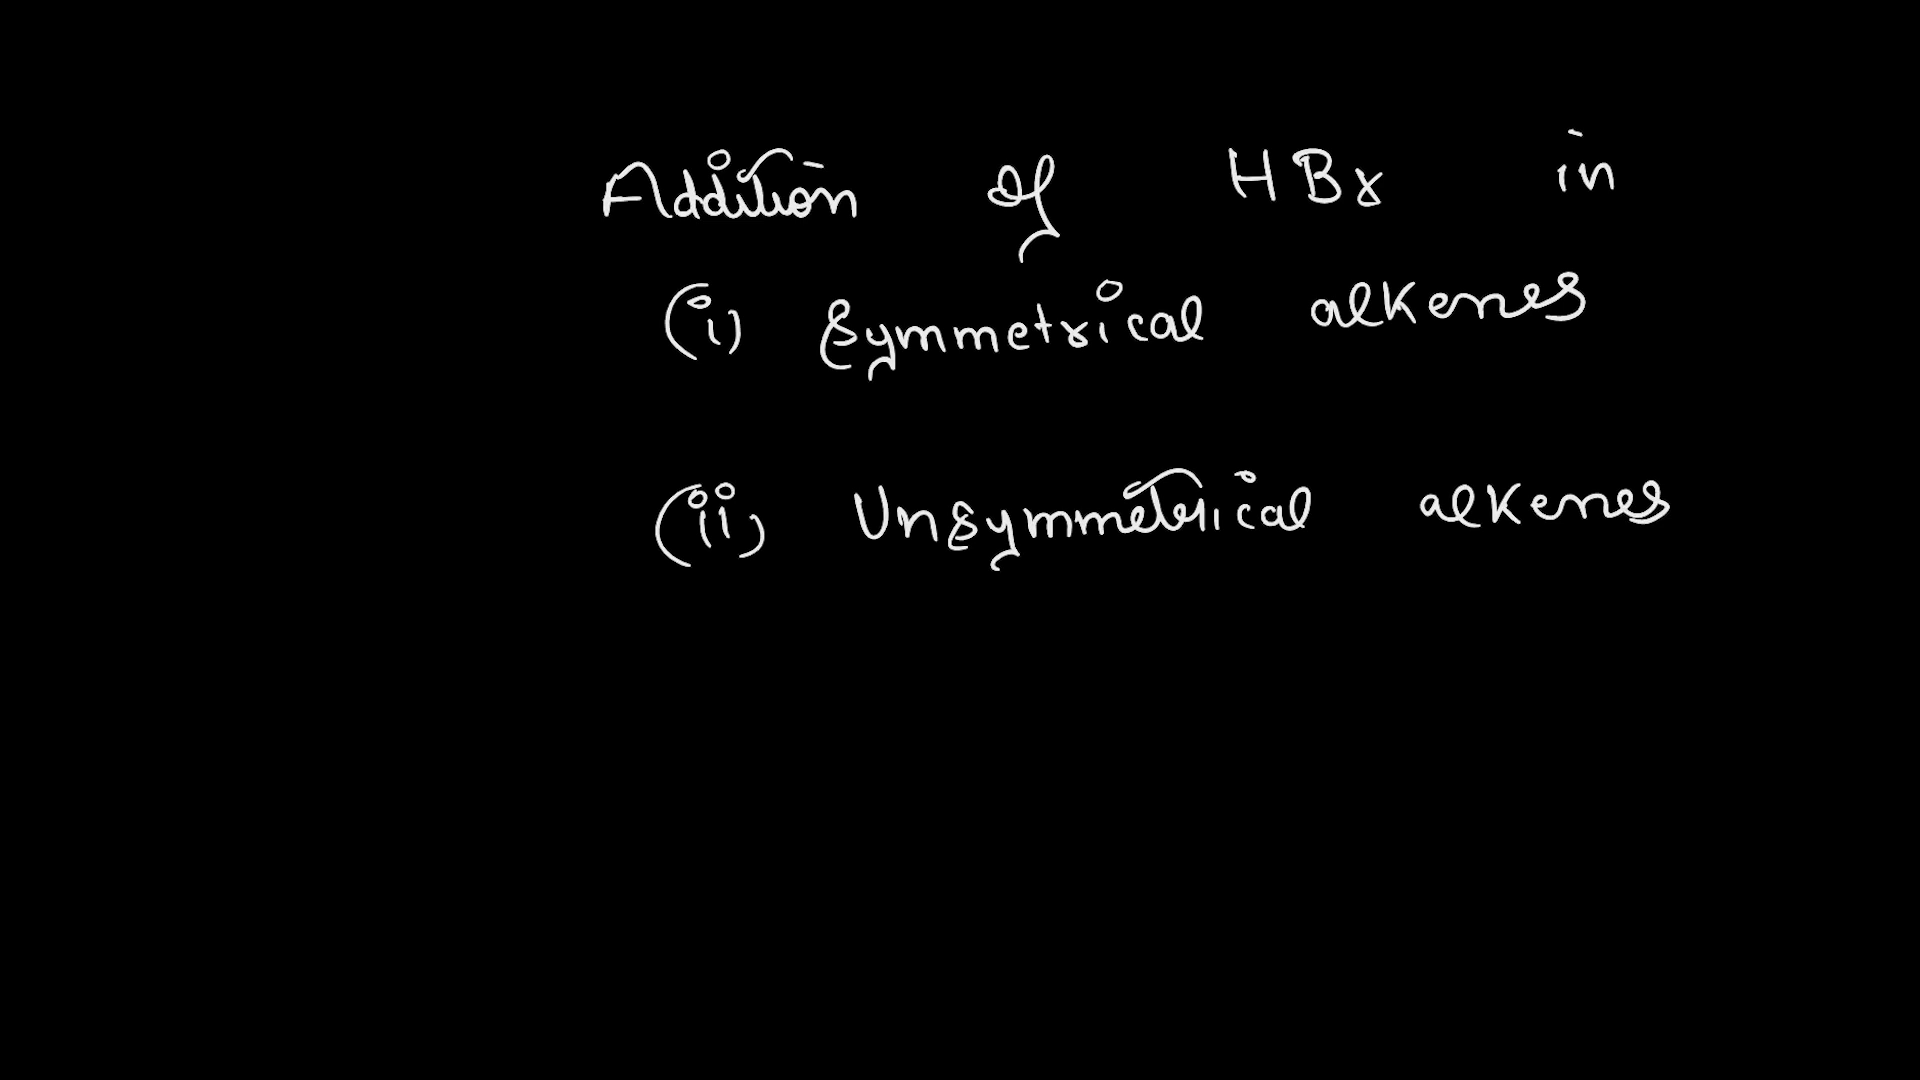 Addition of HBr in
(i) Symmetrical alkenes
(ii) Unsymmetrical alkenes